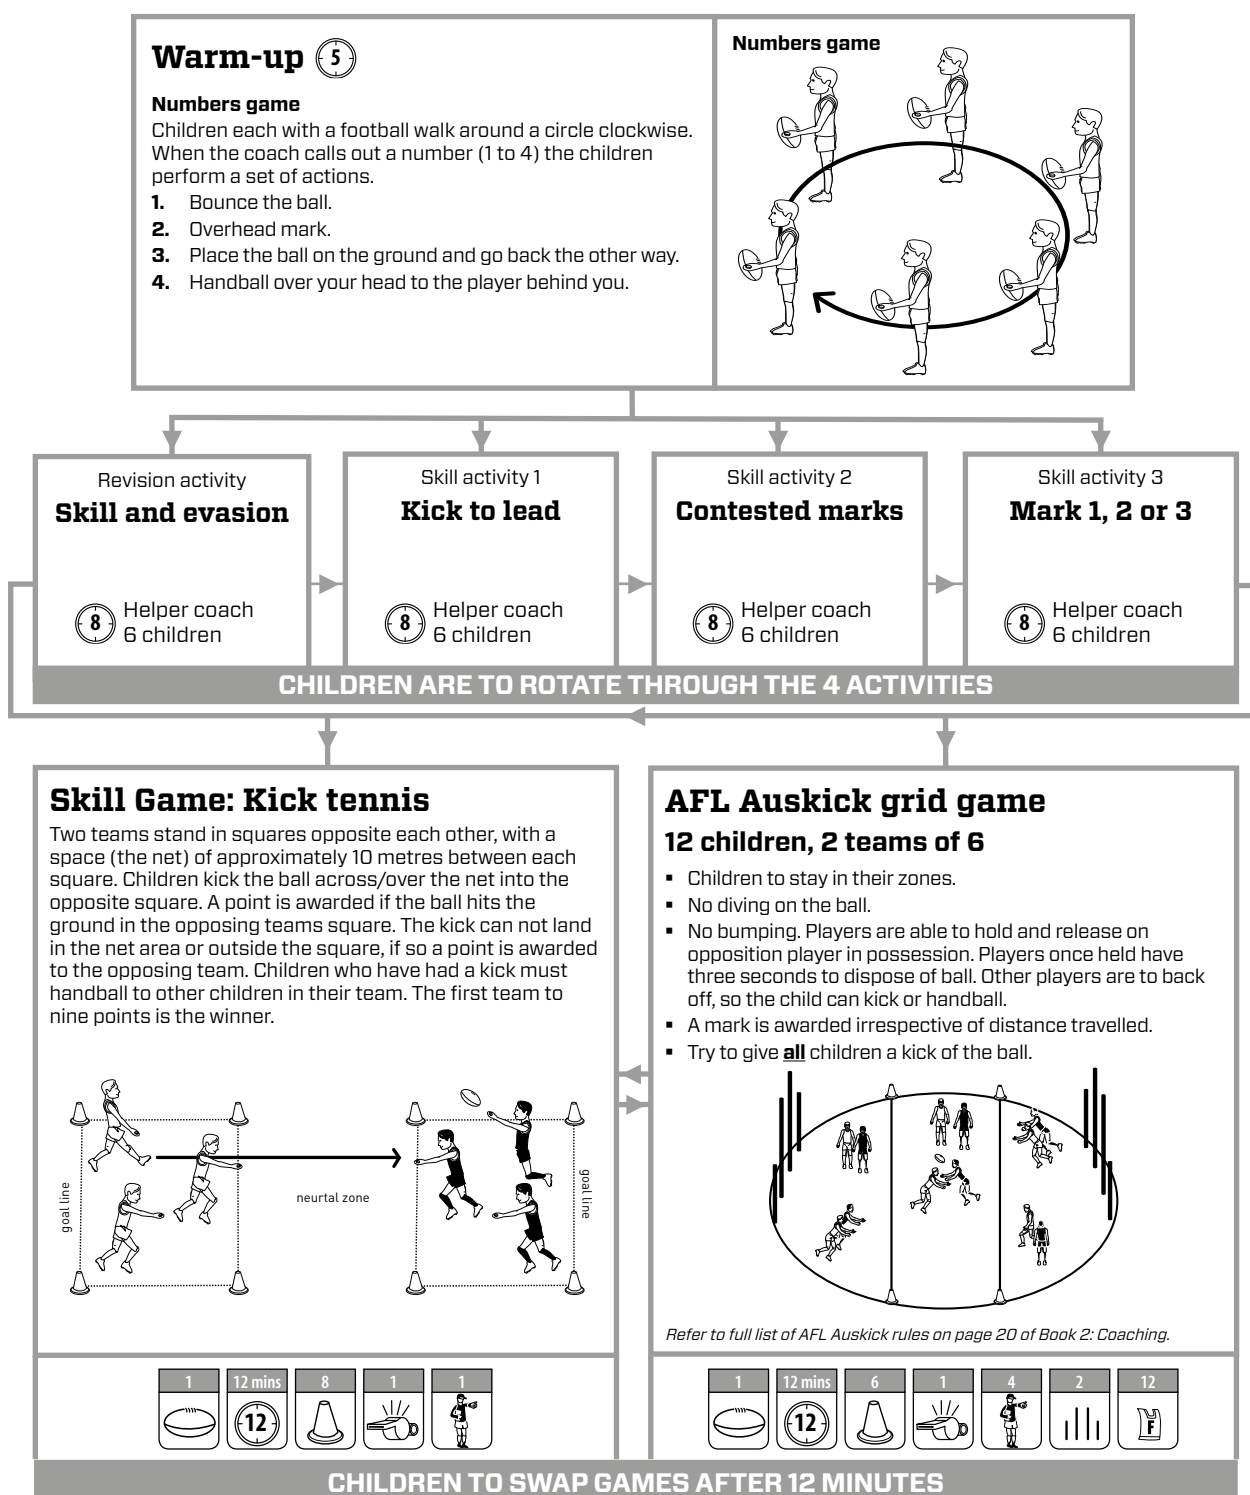 Warm-up 5
Numbers game
Children each with a football walk around a circle clockwise.
When the coach calls out a number (1 to 4) the children
perform a set of actions.
1. Bounce the ball.
2. Overhead mark.
3. Place the ball on the ground and go back the other way.
4. Handball over your head to the player behind you.
Numbers game
Revision activity
Skill and evasion
8 Helper coach
6 children
Skill activity 1
Kick to lead
8 Helper coach
6 children
Skill activity 2
Contested marks
8 Helper coach
6 children
Skill activity 3
Mark 1, 2 or 3
8 Helper coach
6 children
CHILDREN ARE TO ROTATE THROUGH THE 4 ACTIVITIES
Skill Game: Kick tennis
Two teams stand in squares opposite each other, with a
space (the net) of approximately 10 metres between each
square. Children kick the ball across/over the net into the
opposite square. A point is awarded if the ball hits the
ground in the opposing teams square. The kick can not land
in the net area or outside the square, if so a point is awarded
to the opposing team. Children who have had a kick must
handball to other children in their team. The first team to
nine points is the winner.
goal line
neurtal zone
goal line
1 12 mins 8 1 1
12
AFL Auskick grid game
12 children, 2 teams of 6
▪ Children to stay in their zones.
▪ No diving on the ball.
▪ No bumping. Players are able to hold and release on
opposition player in possession. Players once held have
three seconds to dispose of ball. Other players are to back
off, so the child can kick or handball.
▪ A mark is awarded irrespective of distance travelled.
▪ Try to give all children a kick of the ball.
Refer to full list of AFL Auskick rules on page 20 of Book 2: Coaching.
1 12 mins 6 1 4 2 12
12 F
CHILDREN TO SWAP GAMES AFTER 12 MINUTES